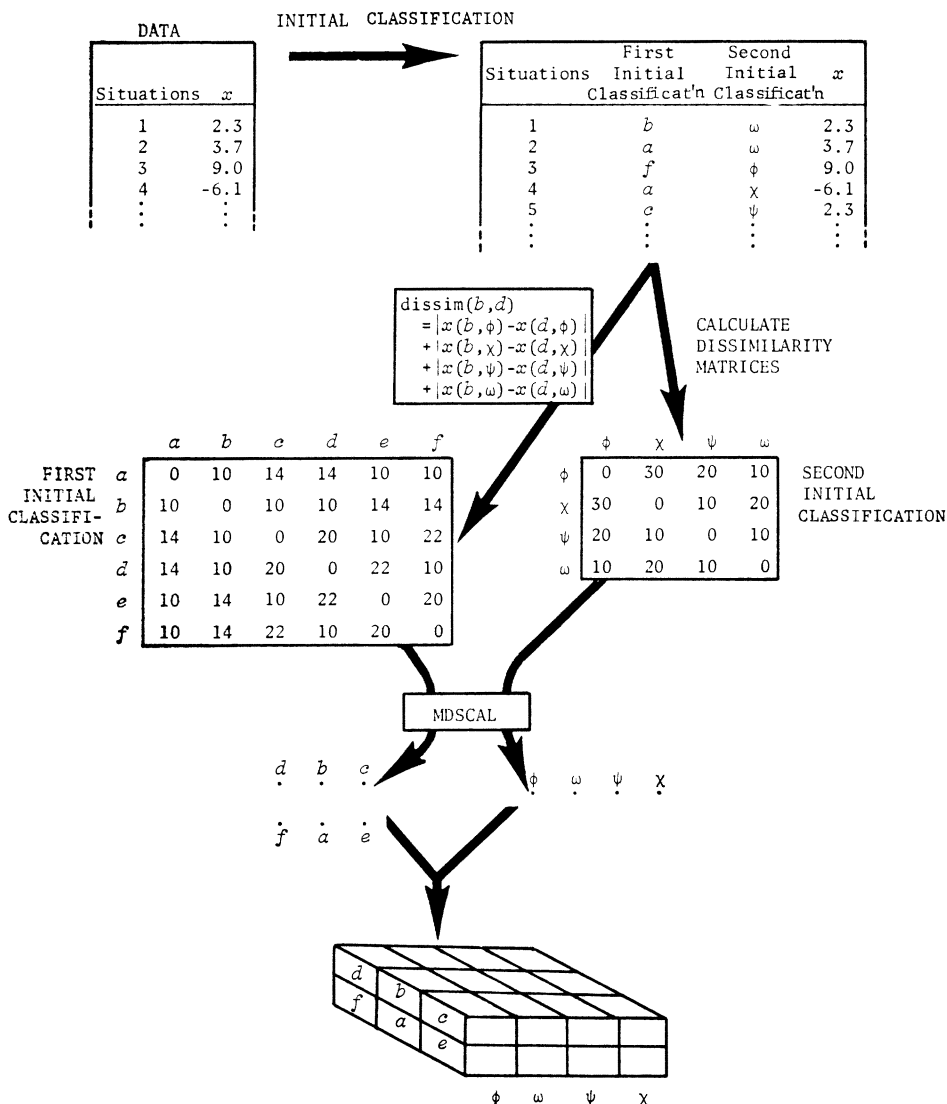 INITIAL CLASSIFICATION
DATA
Situations x
1 2.3
2 3.7
3 9.0
4 -6.1
First Second
Situations Initial Initial x
Classificat'n Classificat'n
1 b ω 2.3
2 a ω 3.7
3 f φ 9.0
4 a χ -6.1
5 c ψ 2.3
dissim(b,d)
=|x(b,φ)-x(d,φ)|
+|x(b,χ)-x(d,χ)|
+|x(b,ψ)-x(d,ψ)|
+|x(b,ω)-x(d,ω)|
CALCULATE
DISSIMILARITY
MATRICES
FIRST
INITIAL
CLASSIFI-
CATION
a b c d e f
a 0 10 14 14 10 10
b 10 0 10 10 14 14
c 14 10 0 20 10 22
d 14 10 20 0 22 10
e 10 14 10 22 0 20
f 10 14 22 10 20 0
φ χ ψ ω
φ 0 30 20 10
χ 30 0 10 20
ψ 20 10 0 10
ω 10 20 10 0
SECOND
INITIAL
CLASSIFICATION
MDSCAL
d b c
f a e
φ ω ψ χ
d b c
f a e
φ ω ψ χ